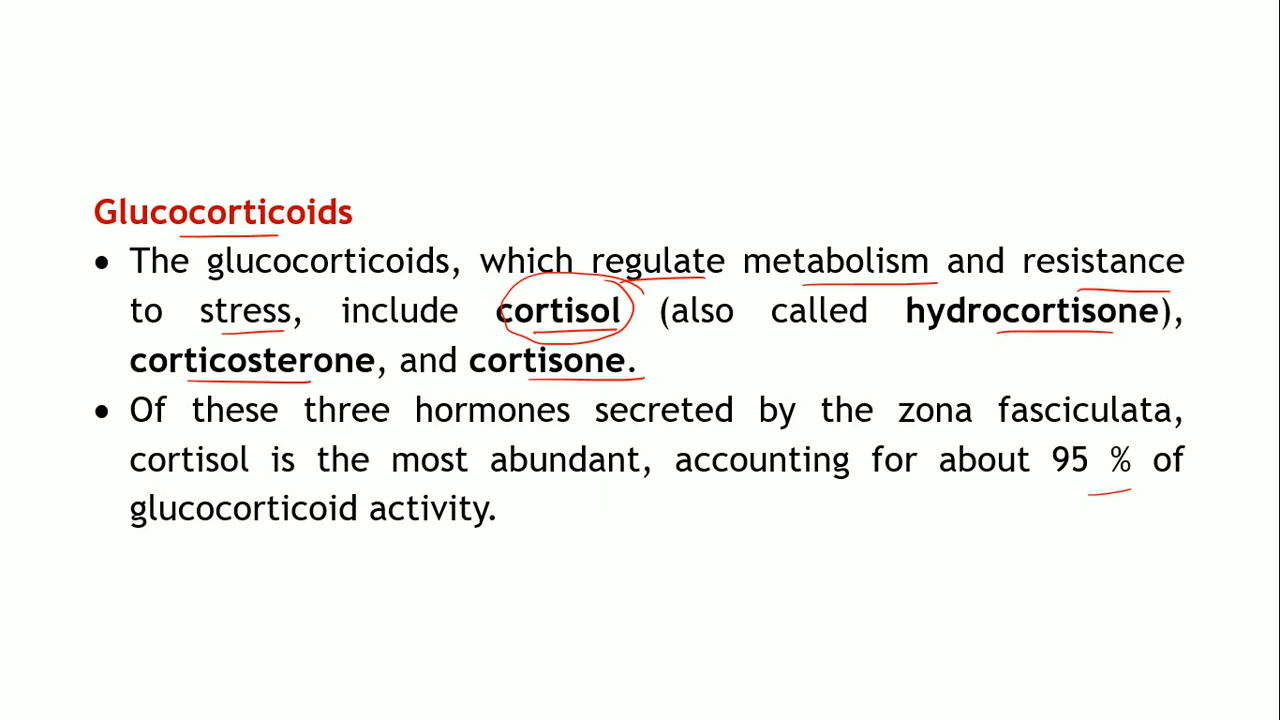 Glucocorticoids
• The glucocorticoids, which regulate metabolism and resistance
to stress, include cortisol (also called hydrocortisone),
corticosterone, and cortisone.
• Of these three hormones secreted by the zona fasciculata,
cortisol is the most abundant, accounting for about 95 % of
glucocorticoid activity.